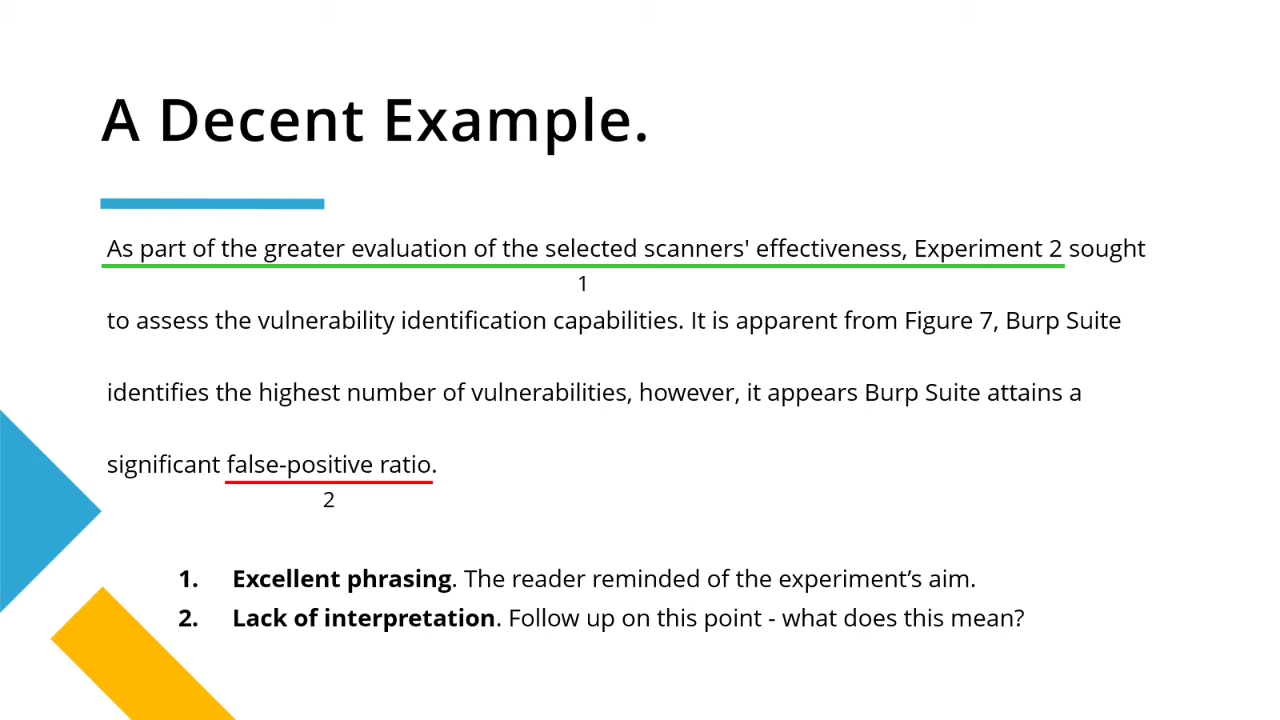 A Decent Example.
As part of the greater evaluation of the selected scanners' effectiveness, Experiment 2 sought
1
to assess the vulnerability identification capabilities. It is apparent from Figure 7, Burp Suite
identifies the highest number of vulnerabilities, however, it appears Burp Suite attains a
significant false-positive ratio.
2
1. Excellent phrasing. The reader reminded of the experiment’s aim.
2. Lack of interpretation. Follow up on this point - what does this mean?